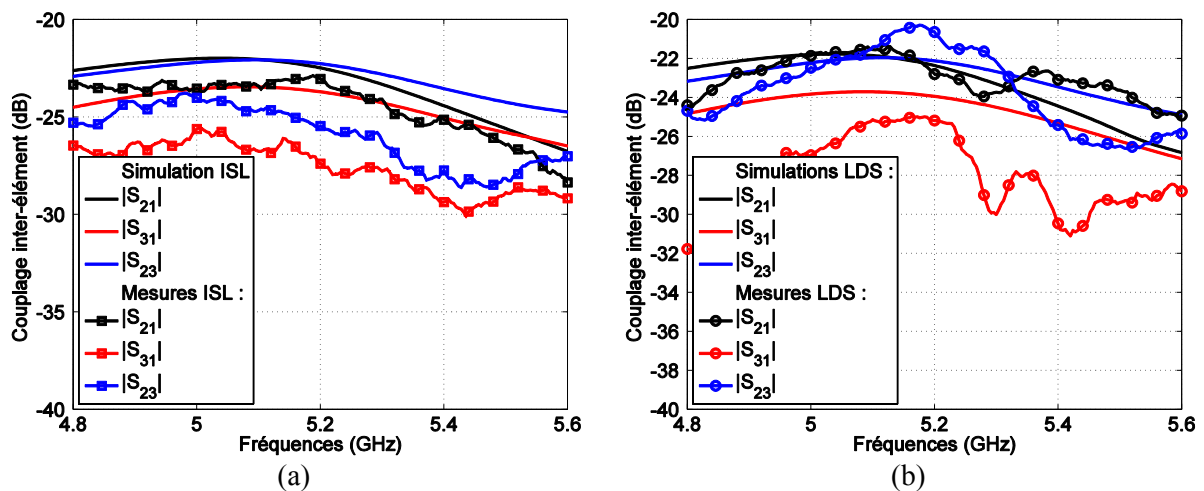 -20
-25
-30
-35
-40
Couplage inter-élément (dB)
Simulation ISL
|S21|
|S31|
|S23|
Mesures ISL :
|S21|
|S31|
|S23|
4.8 5 5.2 5.4 5.6
Fréquences (GHz)
(a)
-20
-22
-24
-26
-28
-30
-32
-34
-36
-38
-40
Couplage inter-élément (dB)
Simulations LDS :
|S21|
|S31|
|S23|
Mesures LDS :
|S21|
|S31|
|S23|
4.8 5 5.2 5.4 5.6
Fréquences (GHz)
(b)